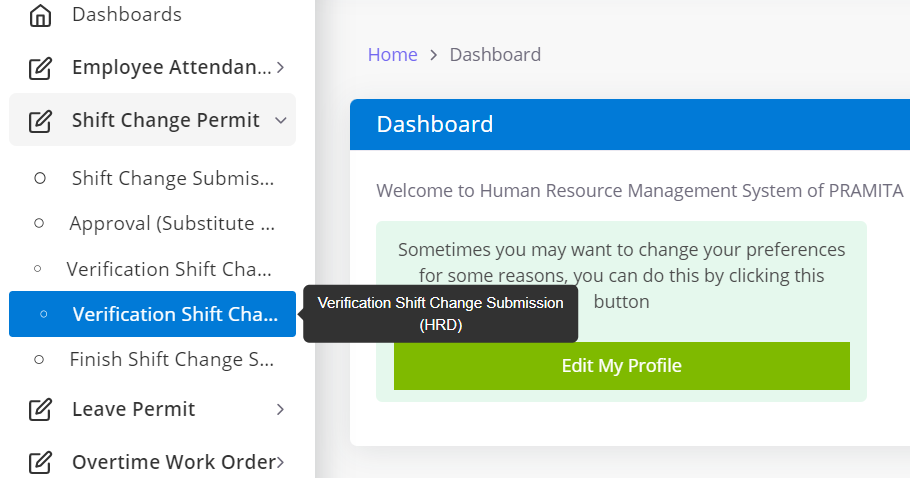 Dashboards
Employee Attendan...
Shift Change Permit
Shift Change Submis...
Approval (Substitute ...
Verification Shift Cha...
Verification Shift Cha...
Finish Shift Change S...
Leave Permit
Overtime Work Order
Verification Shift Change Submission
(HRD)
Home > Dashboard
Dashboard
Welcome to Human Resource Management System of PRAMITA
Sometimes you may want to change your preferences
for some reasons, you can do this by clicking this
button
Edit My Profile